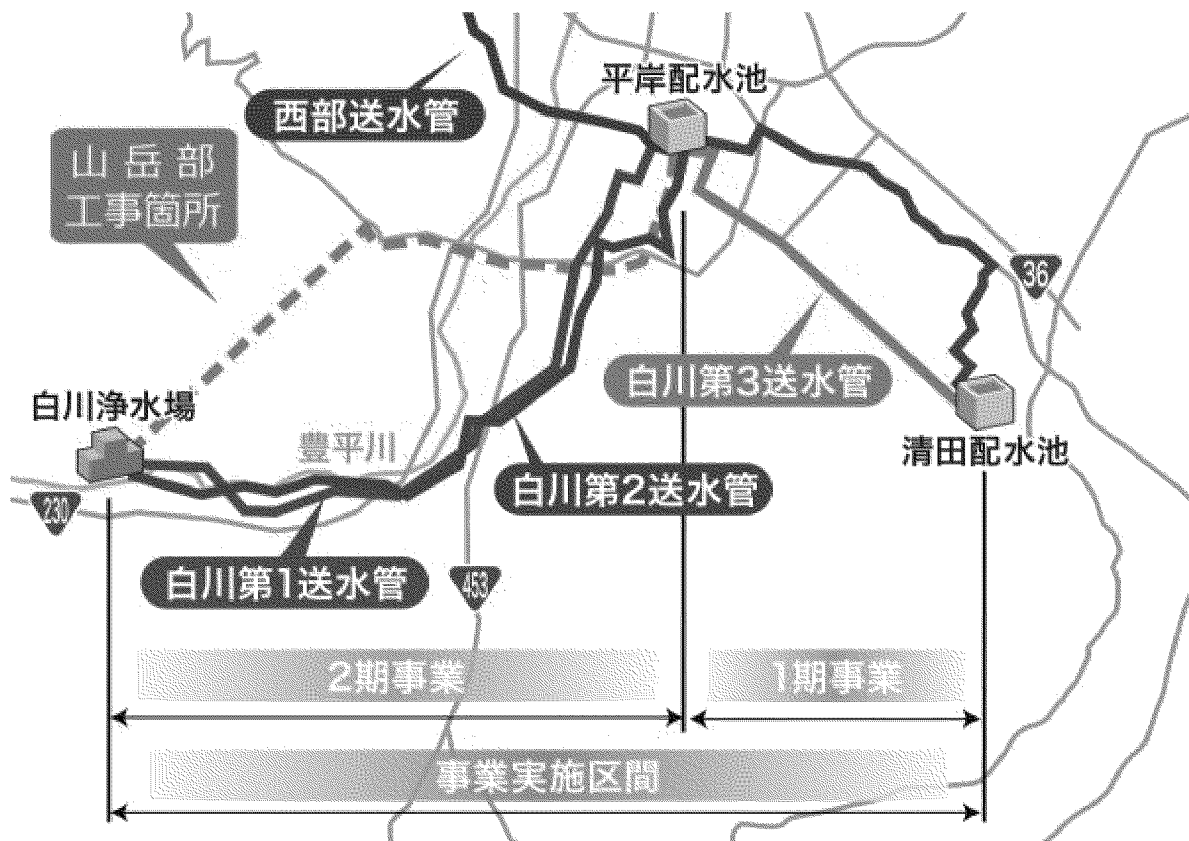 平岸配水池
西部送水管
山岳部
工事箇所
36
白川第3送水管
白川浄水場
豊平川
清田配水池
白川第2送水管
230
白川第1送水管
453
2期事業
1期事業
事業実施区間